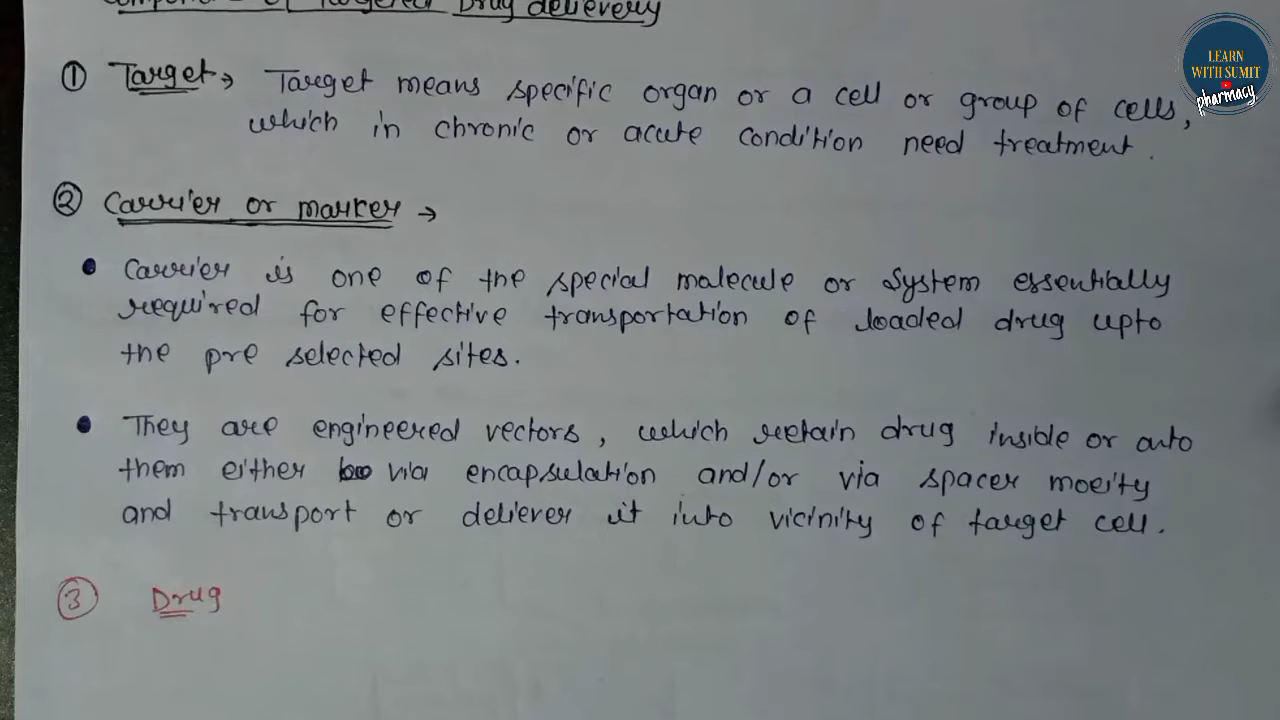 Components of Targeted Drug delievery
LEARN
WITH SUMIT
pharmacy
① Target → Target means specific organ or a cell or group of cells,
which in chronic or acute condition need treatment.
② Carrier or marker →
• Carrier is one of the special molecule or system essentially
required for effective transportation of loaded drug upto
the pre selected sites.
• They are engineered vectors, which retain drug inside or onto
them either via encapsulation and/or via spacer moeity
and transport or deliever it into vicinity of target cell.
③ Drug